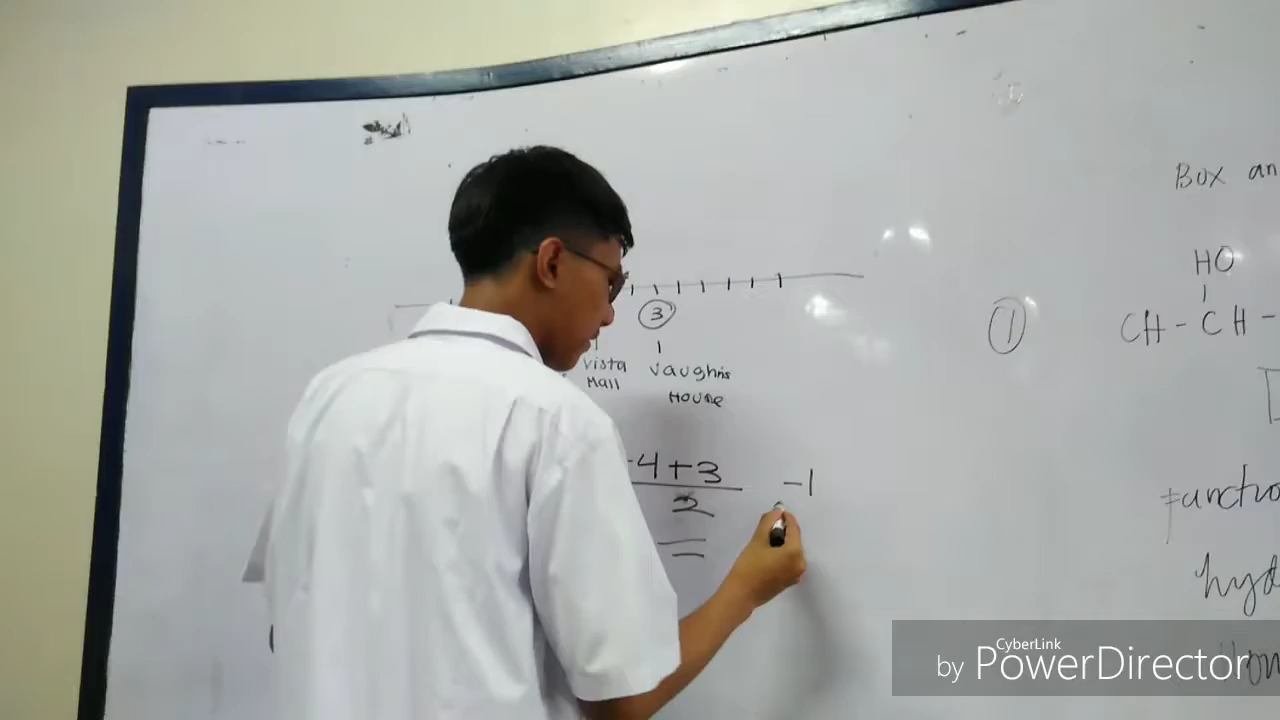 Box an
HO
3
① CH - CH -
vista
Mall
vaughn's
House
-4+3
2
-1
=
Functio
hyd
CyberLink
by PowerDirector